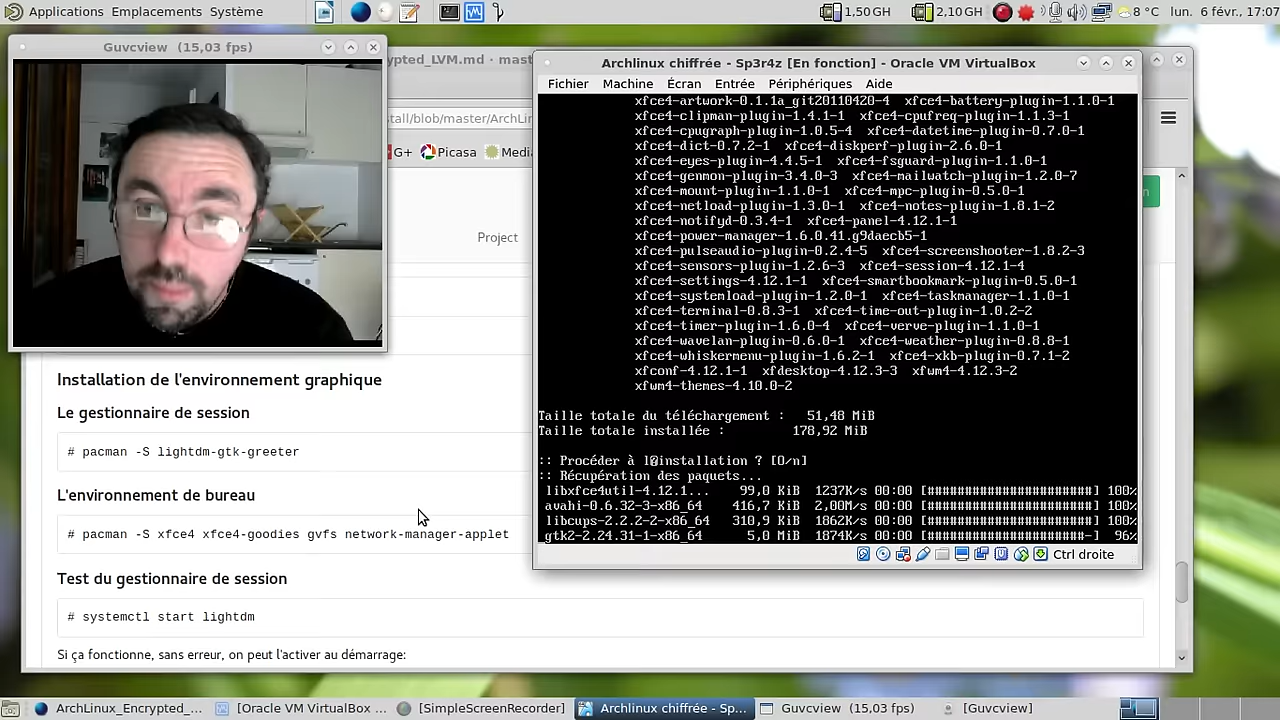 Applications Emplacements Système
1,50 GH 2,10 GH 8 °C lun. 6 févr., 17:07
Guvcview (15,03 fps)
ypted_LVM.md - mast
tall/blob/master/ArchLin
G+ Picasa Media
Project
Archlinux chiffrée - Sp3r4z [En fonction] - Oracle VM VirtualBox
Fichier Machine Écran Entrée Périphériques Aide
xfce4-artwork-0.1.1a_git20110420-4 xfce4-battery-plugin-1.1.0-1
xfce4-clipman-plugin-1.4.1-1 xfce4-cpufreq-plugin-1.1.3-1
xfce4-cpugraph-plugin-1.0.5-4 xfce4-datetime-plugin-0.7.0-1
xfce4-dict-0.7.2-1 xfce4-diskperf-plugin-2.6.0-1
xfce4-eyes-plugin-4.4.5-1 xfce4-fsguard-plugin-1.1.0-1
xfce4-genmon-plugin-3.4.0-3 xfce4-mailwatch-plugin-1.2.0-7
xfce4-mount-plugin-1.1.0-1 xfce4-mpc-plugin-0.5.0-1
xfce4-netload-plugin-1.3.0-1 xfce4-notes-plugin-1.8.1-2
xfce4-notifyd-0.3.4-1 xfce4-panel-4.12.1-1
xfce4-power-manager-1.6.0.41.g9daecb5-1
xfce4-pulseaudio-plugin-0.2.4-5 xfce4-screenshooter-1.8.2-3
xfce4-sensors-plugin-1.2.6-3 xfce4-session-4.12.1-4
xfce4-settings-4.12.1-1 xfce4-smartbookmark-plugin-0.5.0-1
xfce4-systemload-plugin-1.2.0-1 xfce4-taskmanager-1.1.0-1
xfce4-terminal-0.8.3-1 xfce4-time-out-plugin-1.0.2-2
xfce4-timer-plugin-1.6.0-4 xfce4-verve-plugin-1.1.0-1
xfce4-wavelan-plugin-0.6.0-1 xfce4-weather-plugin-0.8.8-1
xfce4-whiskermenu-plugin-1.6.2-1 xfce4-xkb-plugin-0.7.1-2
xfconf-4.12.1-1 xfdesktop-4.12.3-3 xfwm4-4.12.3-2
xfwm4-themes-4.10.0-2
Taille totale du téléchargement : 51,48 MiB
Taille totale installée : 178,92 MiB
:: Procéder à l�installation ? [O/n]
:: Récupération des paquets...
libxfce4util-4.12.1... 99,0 KiB 1237K/s 00:00 [######################] 100%
avahi-0.6.32-3-x86_64 416,7 KiB 2,00M/s 00:00 [######################] 100%
libcups-2.2.2-2-x86_64 310,9 KiB 1862K/s 00:00 [######################] 100%
gtk2-2.24.31-1-x86_64 5,0 MiB 1874K/s 00:00 [#####################-] 96%
Ctrl droite
Installation de l'environnement graphique
Le gestionnaire de session
# pacman -S lightdm-gtk-greeter
L'environnement de bureau
# pacman -S xfce4 xfce4-goodies gvfs network-manager-applet
Test du gestionnaire de session
# systemctl start lightdm
Si ça fonctionne, sans erreur, on peut l'activer au démarrage:
ArchLinux_Encrypted_... [Oracle VM VirtualBox ... [SimpleScreenRecorder] Archlinux chiffrée - Sp... Guvcview (15,03 fps) [Guvcview]